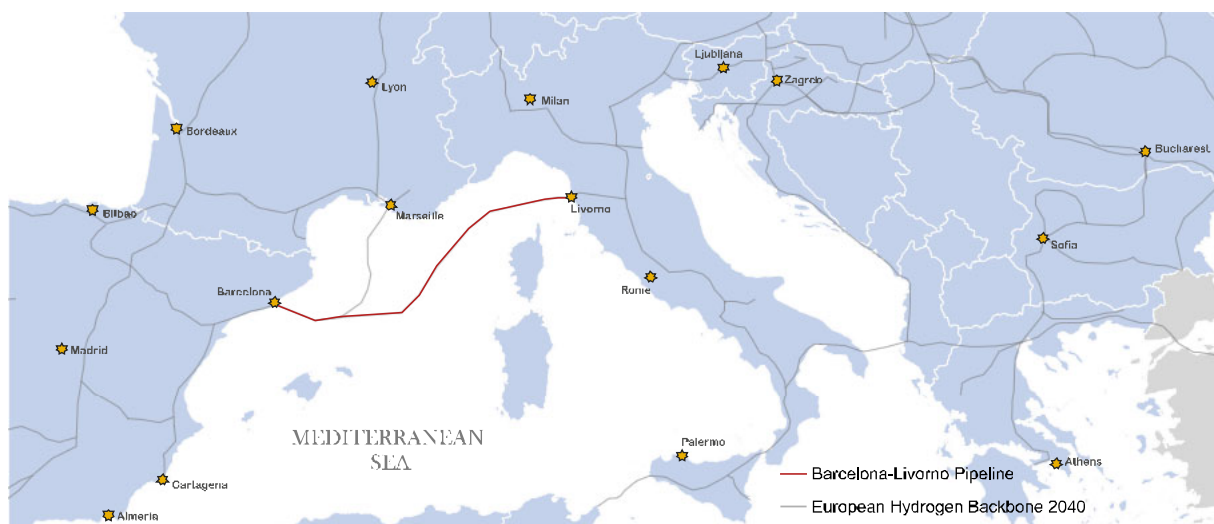 Ljubljana
Zagreb
Lyon
Milan
Bordeaux
Bucharest
Bilbao
Marseille
Livorno
Sofia
Barcelona
Rome
Madrid
MEDITERRANEAN
SEA
Palermo
Athens
Barcelona-Livorno Pipeline
Cartagena
European Hydrogen Backbone 2040
Almeria